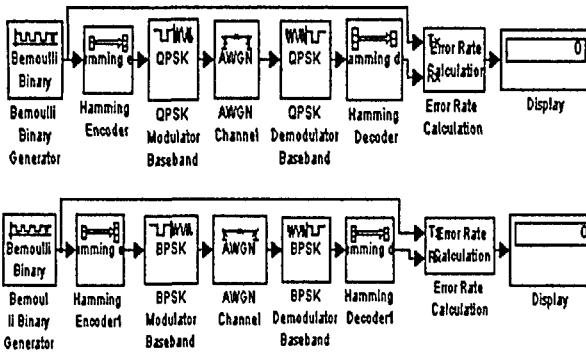 Bernoulli
Binary
mming e
QPSK
AWGN
QPSK
mming d
Tx
Rx
Error Rate
Calculation
0
Bernoulli
Binary
Generator
Hamming
Encoder
QPSK
Modulator
Baseband
AWGN
Channel
QPSK
Demodulator
Baseband
Hamming
Decoder
Error Rate
Calculation
Display
Bernoulli
Binary
mming e
BPSK
AWGN
BPSK
mming d
Tx
Rx
Error Rate
Calculation
0
Bernoul
li Binary
Generator
Hamming
Encoder1
BPSK
Modulator
Baseband
AWGN
Channel
BPSK
Demodulator
Baseband
Hamming
Decoder1
Error Rate
Calculation
Display